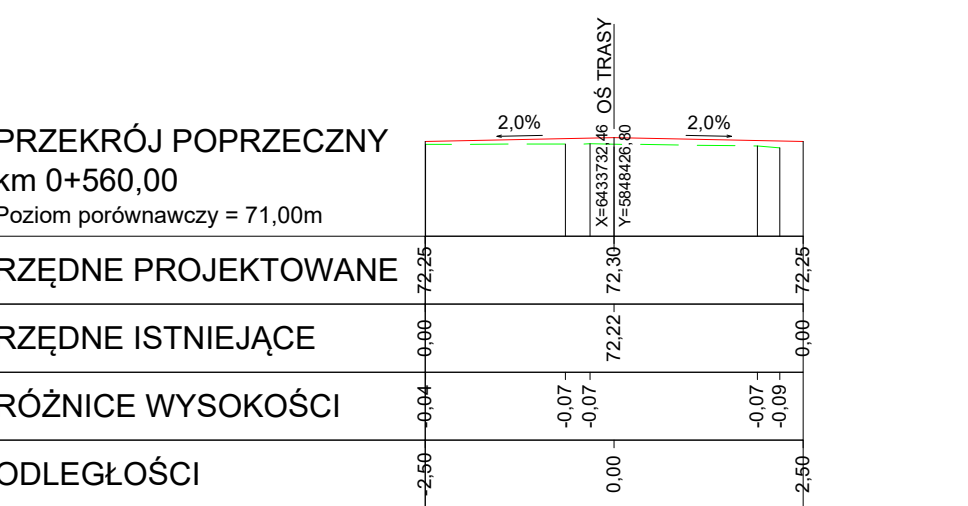 OŚ TRASY
2,0% 2,0%
X=6433732,46
Y=5848426,80
PRZEKRÓJ POPRZECZNY
km 0+560,00
Poziom porównawczy = 71,00m
RZĘDNE PROJEKTOWANE 72,25 72,30 72,25
RZĘDNE ISTNIEJĄCE 0,00 72,22 0,00
RÓŻNICE WYSOKOŚCI -0,04 -0,07 -0,07 -0,07 -0,09
ODLEGŁOŚCI -2,50 0,00 2,50